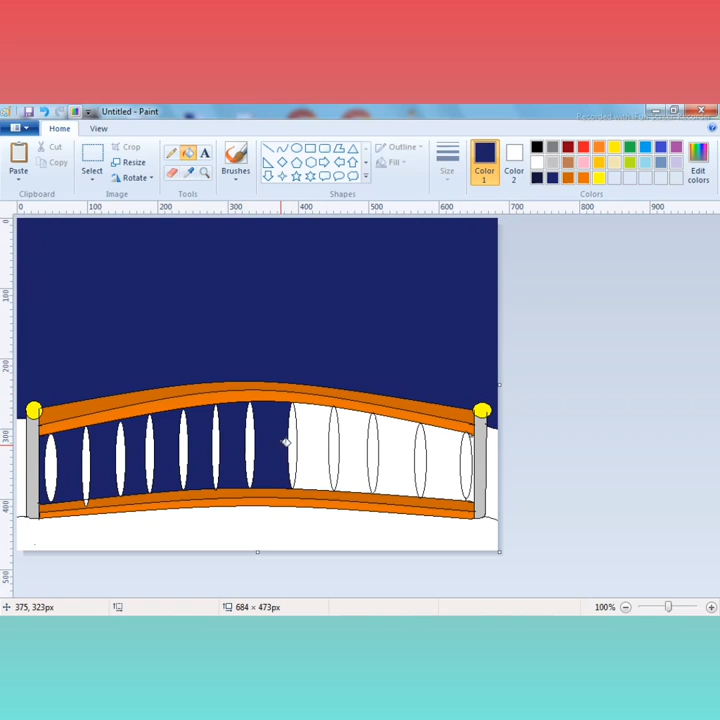 Untitled - Paint
Home
View
Paste
Cut
Copy
Clipboard
Select
Crop
Resize
Rotate
Image
A
Tools
Brushes
Outline
Fill
Shapes
Size
Color 1
Color 2
Edit colors
Colors
0 100 200 300 400 500 600 700 800 900
0
100
200
300
400
500
375, 323px
684 × 473px
100%